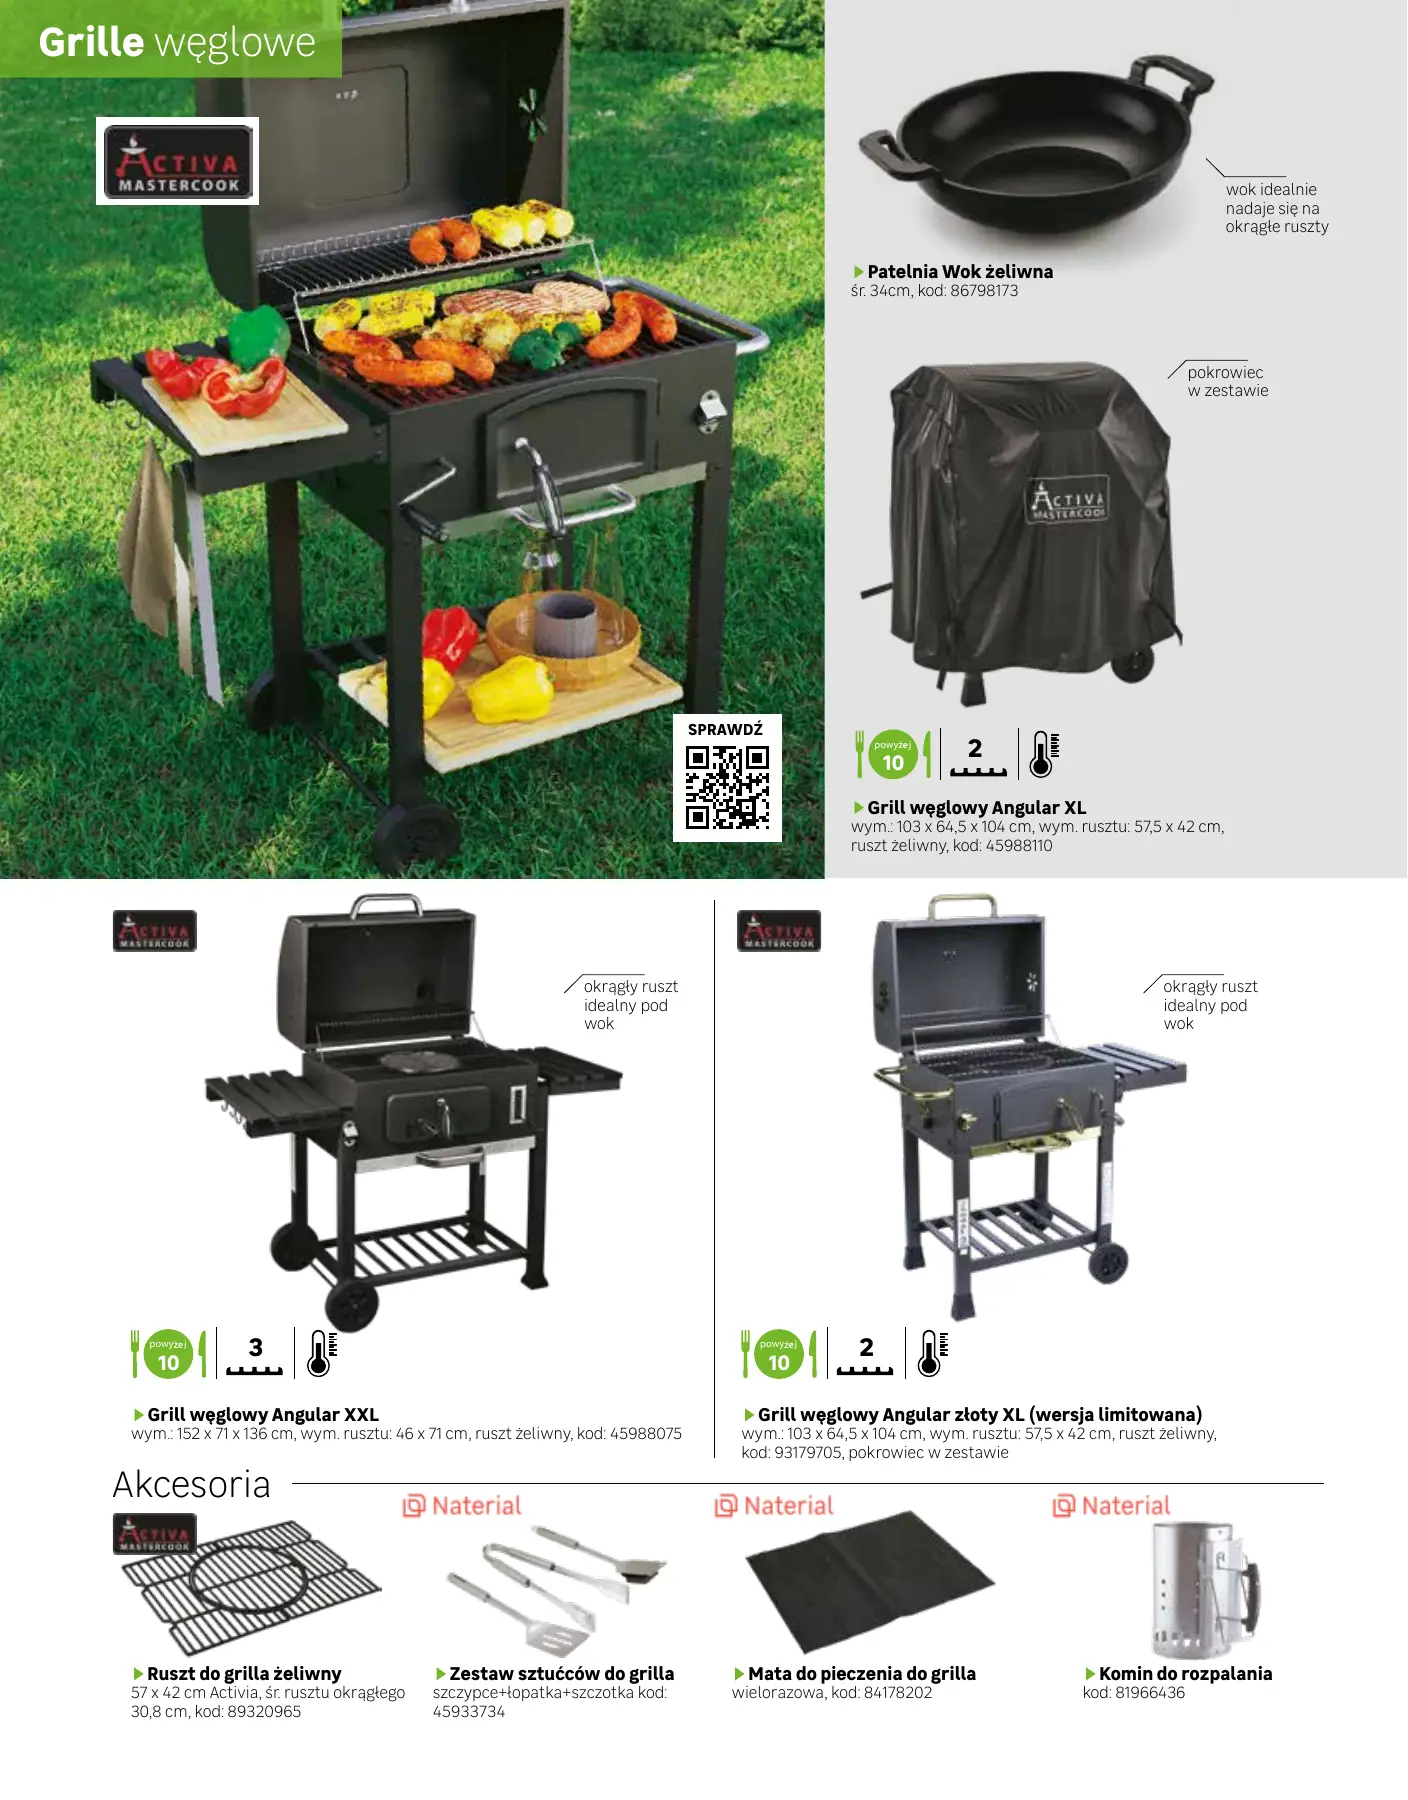 Grille węglowe
ACTIVA
MASTERCOOK
wok idealnie
nadaje się na
okrągłe ruszty
Patelnia Wok żeliwna
śr. 34cm, kod: 86798173
pokrowiec
w zestawie
ACTIVA
MASTERCOOK
SPRAWDŹ
powyżej
10
2
Grill węglowy Angular XL
wym.: 103 x 64,5 x 104 cm, wym. rusztu: 57,5 x 42 cm,
ruszt żeliwny, kod: 45988110
ACTIVA
MASTERCOOK
okrągły ruszt
idealny pod
wok
powyżej
10
3
Grill węglowy Angular XXL
wym.: 152 x 71 x 136 cm, wym. rusztu: 46 x 71 cm, ruszt żeliwny, kod: 45988075
ACTIVA
MASTERCOOK
okrągły ruszt
idealny pod
wok
powyżej
10
2
Grill węglowy Angular złoty XL (wersja limitowana)
wym.: 103 x 64,5 x 104 cm, wym. rusztu: 57,5 x 42 cm, ruszt żeliwny,
kod: 93179705, pokrowiec w zestawie
Akcesoria
ACTIVA
MASTERCOOK
Ruszt do grilla żeliwny
57 x 42 cm Activia, śr. rusztu okrągłego
30,8 cm, kod: 89320965
Naterial
Zestaw sztućców do grilla
szczypce+łopatka+szczotka kod:
45933734
Naterial
Mata do pieczenia do grilla
wielorazowa, kod: 84178202
Naterial
Komin do rozpalania
kod: 81966436